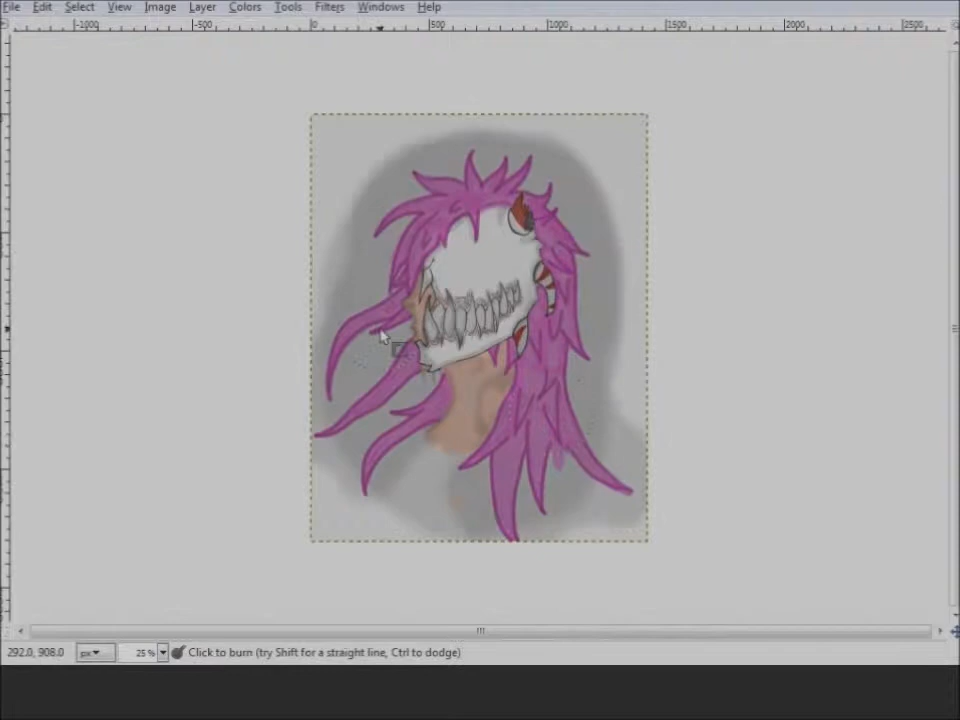 File Edit Select View Image Layer Colors Tools Filters Windows Help
-1000 -500 0 500 1000 1500 2000 2500
292.0, 908.0 px 25 % Click to burn (try Shift for a straight line, Ctrl to dodge)